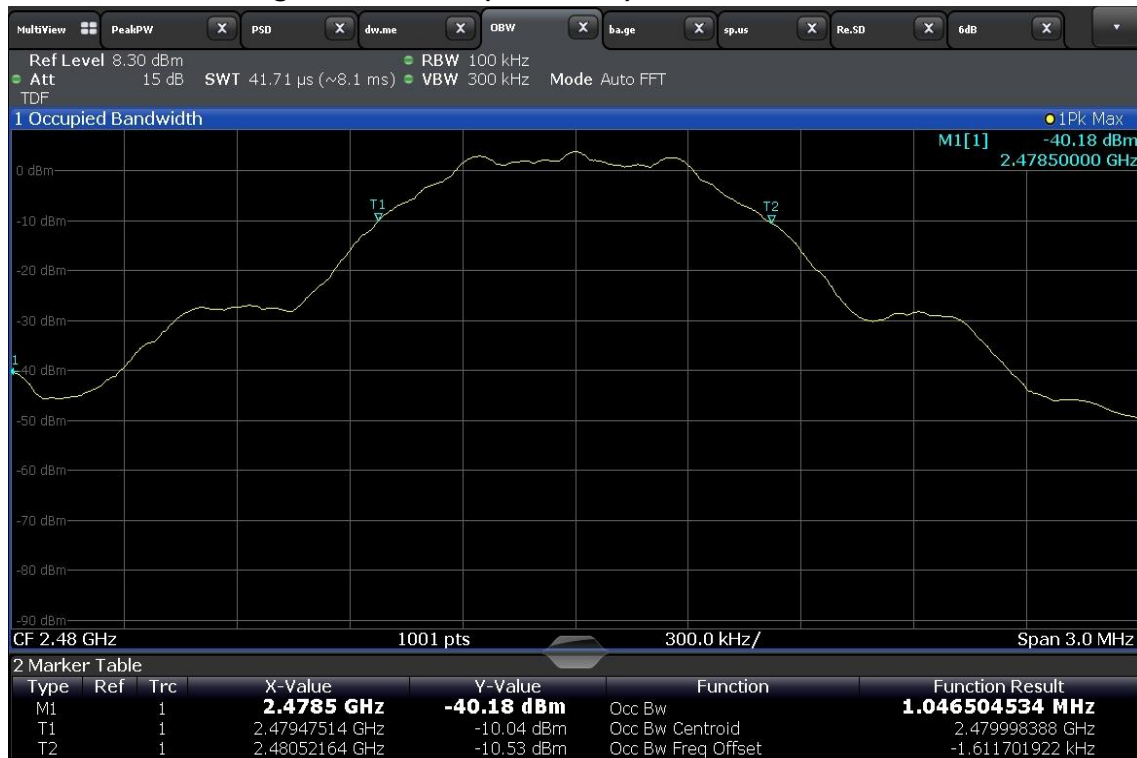 MultiView PeakPW X PSD X dw.me X OBW X ba.ge X sp.us X Re.SD X 6dB X
Ref Level 8.30 dBm RBW 100 kHz
Att 15 dB SWT 41.71 µs (~8.1 ms) VBW 300 kHz Mode Auto FFT
TDF
1 Occupied Bandwidth 1Pk Max
M1[1] -40.18 dBm
2.47850000 GHz
0 dBm
T1
T2
-10 dBm
-20 dBm
-30 dBm
1
-40 dBm
-50 dBm
-60 dBm
-70 dBm
-80 dBm
-90 dBm
CF 2.48 GHz 1001 pts 300.0 kHz/ Span 3.0 MHz
2 Marker Table
Type Ref Trc X-Value Y-Value Function Function Result
M1 1 2.4785 GHz -40.18 dBm Occ Bw 1.046504534 MHz
T1 1 2.47947514 GHz -10.04 dBm Occ Bw Centroid 2.479998388 GHz
T2 1 2.48052164 GHz -10.53 dBm Occ Bw Freq Offset -1.611701922 kHz